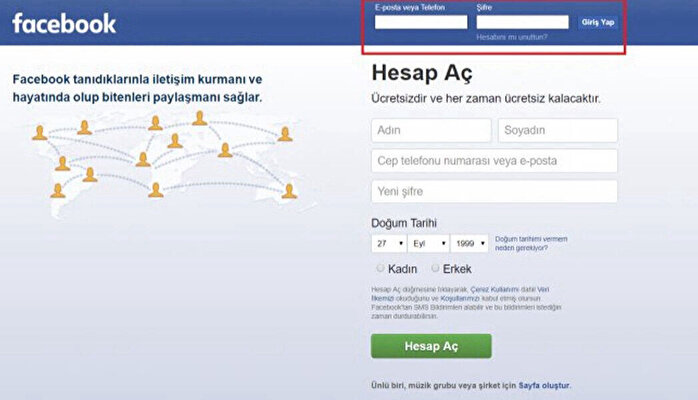 facebook
E-posta veya Telefon
Şifre
Giriş Yap
Hesabını mı unuttun?
Facebook tanıdıklarınla iletişim kurmanı ve
hayatında olup bitenleri paylaşmanı sağlar.
Hesap Aç
Ücretsizdir ve her zaman ücretsiz kalacaktır.
Adın
Soyadın
Cep telefonu numarası veya e-posta
Yeni şifre
Doğum Tarihi
27 Eyl 1999
Doğum tarihimi vermem
neden gerekiyor?
Kadın Erkek
Hesap Aç düğmesine tıklayarak, Çerez Kullanımı dahil Veri
İlkemizi okuduğunu ve Koşullarımızı kabul etmiş olursun
Facebook'tan SMS Bildirimleri alabilir ve bu bildirimleri istediğin
zaman durdurabilirsin.
Hesap Aç
Ünlü biri, müzik grubu veya şirket için Sayfa oluştur.